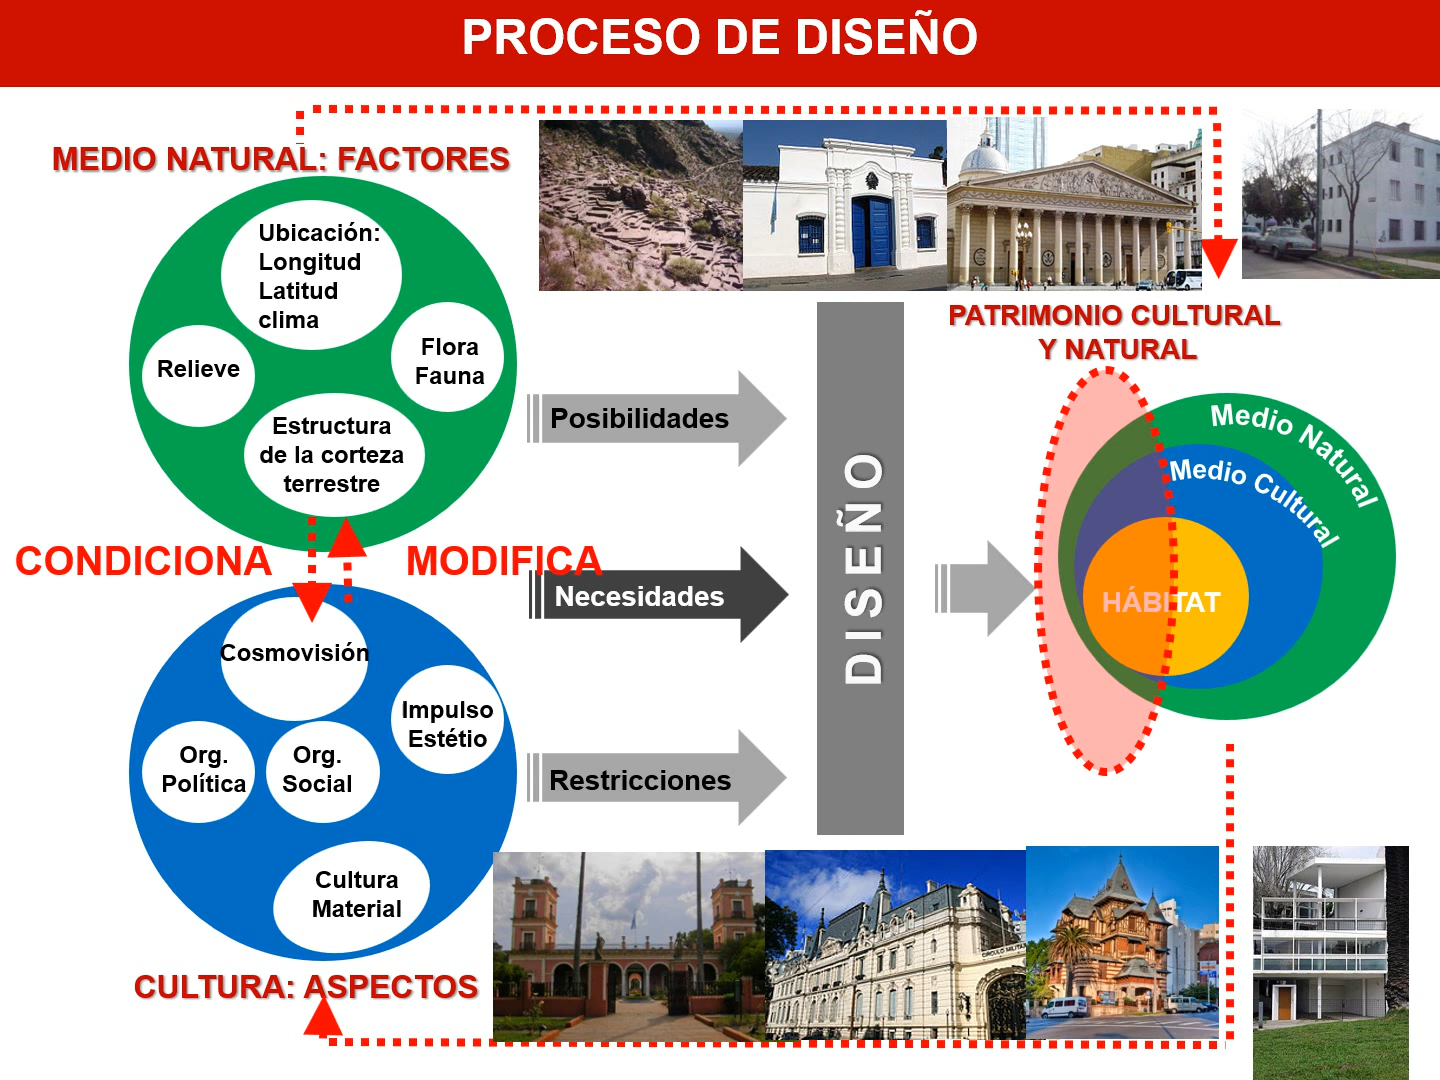 PROCESO DE DISEÑO
MEDIO NATURAL: FACTORES
Ubicación:
Longitud
Latitud
clima
Relieve
Flora
Fauna
Estructura
de la corteza
terrestre
CONDICIONA
MODIFICA
Cosmovisión
Impulso
Estétio
Org.
Política
Org.
Social
Cultura
Material
CULTURA: ASPECTOS
Posibilidades
Necesidades
Restricciones
DISEÑO
PATRIMONIO CULTURAL
Y NATURAL
Medio Natural
Medio Cultural
HÁBITAT
CIRCULO MILITAR